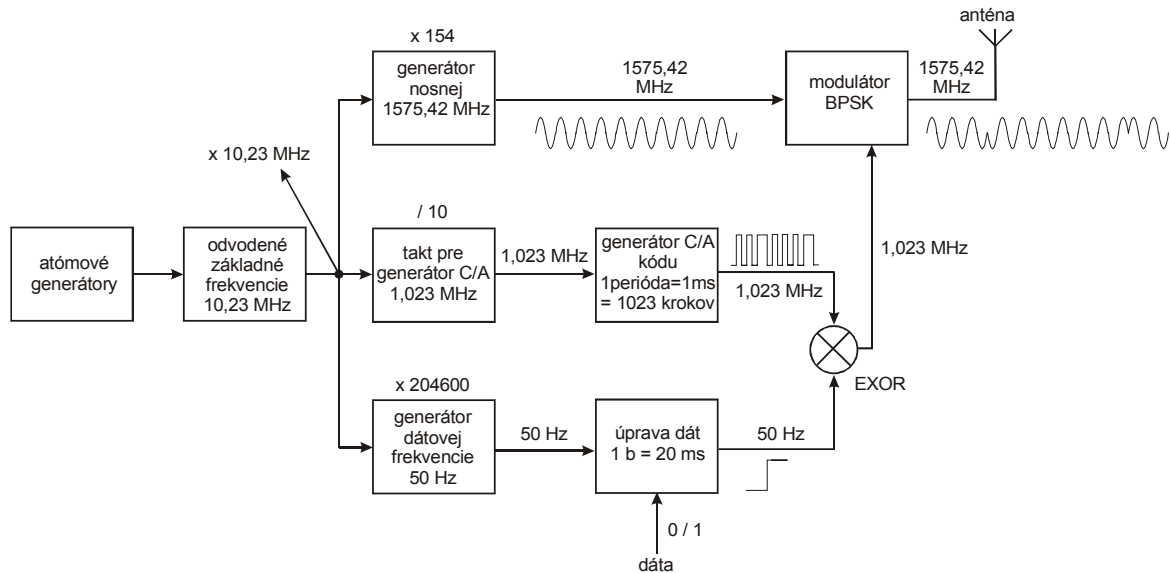 anténa
x 154
generátor
nosnej
1575,42 MHz
1575,42
MHz
modulátor
BPSK
1575,42
MHz
x 10,23 MHz
/ 10
atómové
generátory
odvodené
základné
frekvencie
10,23 MHz
takt pre
generátor C/A
1,023 MHz
1,023 MHz
generátor C/A
kódu
1perióda=1ms
= 1023 krokov
1,023 MHz
1,023 MHz
EXOR
x 204600
generátor
dátovej
frekvencie
50 Hz
50 Hz
úprava dát
1 b = 20 ms
50 Hz
0 / 1
dáta